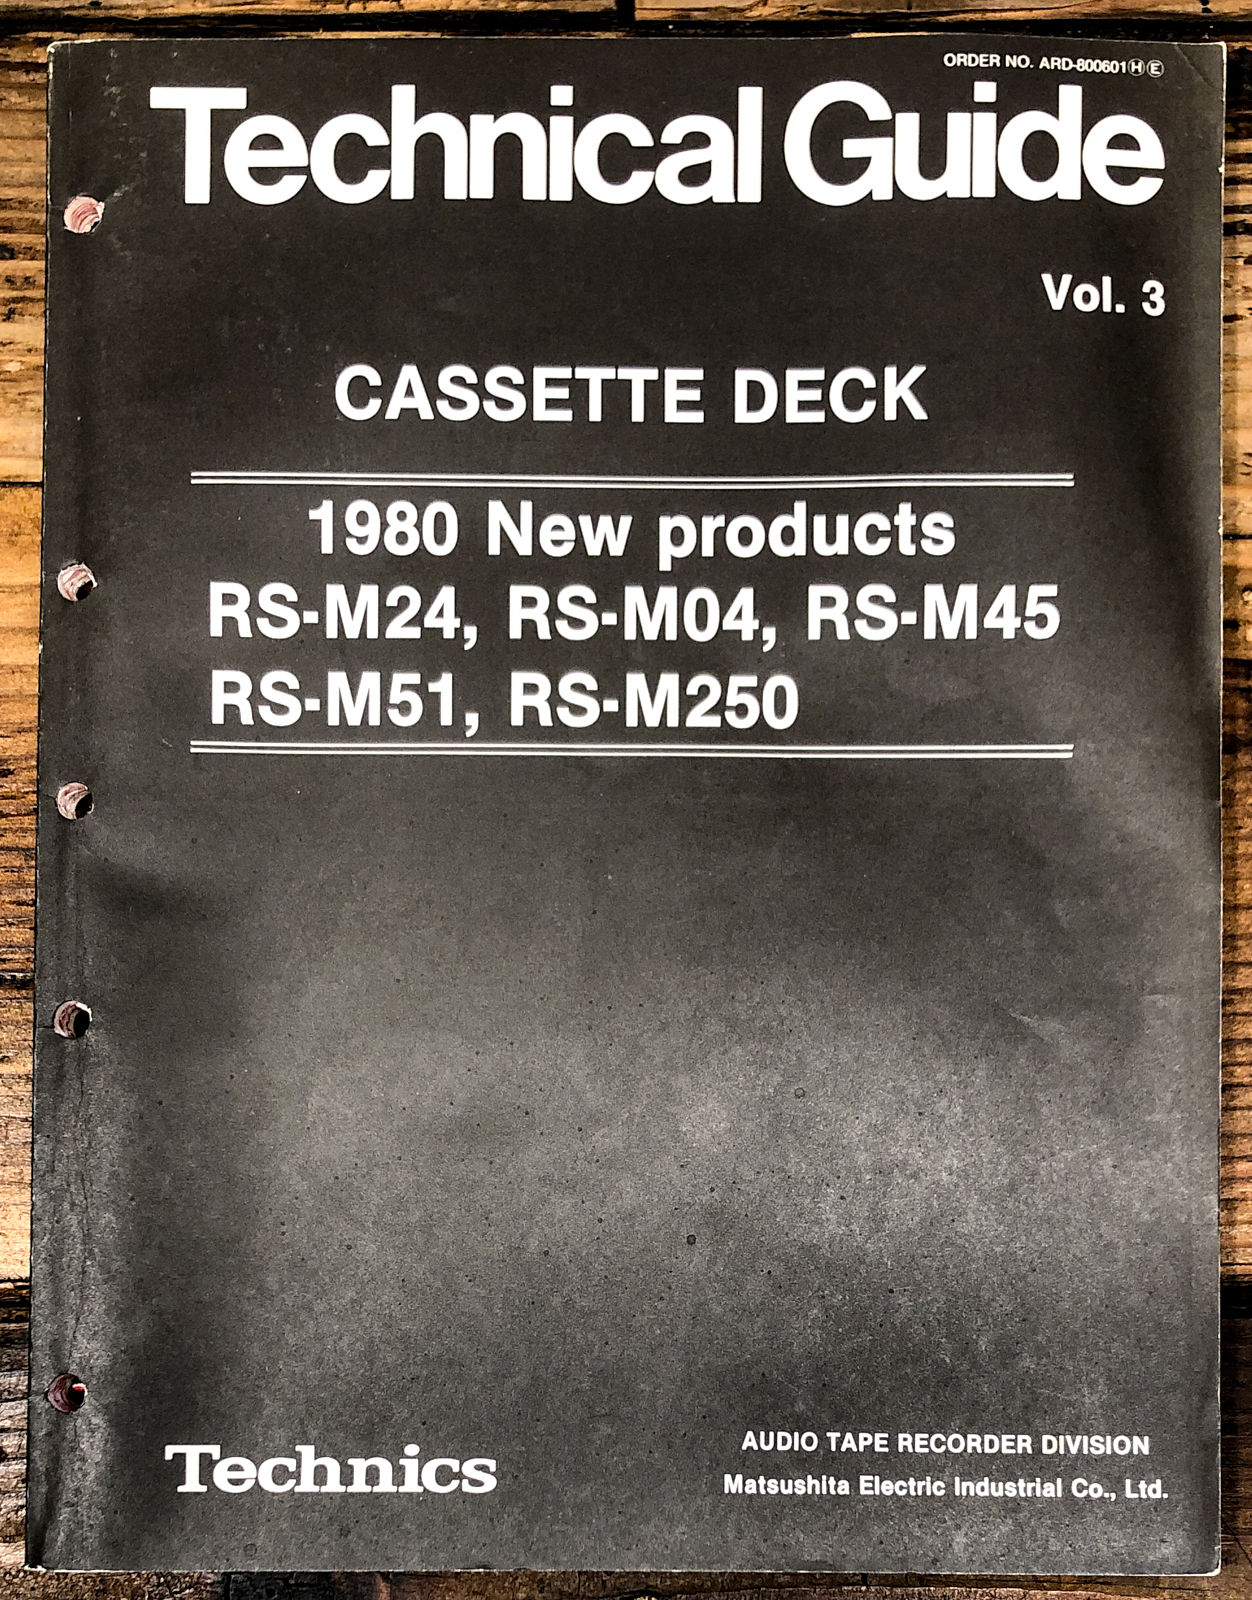 ORDER NO. ARD-800601ⒽⒺ
Technical Guide
Vol. 3
CASSETTE DECK
1980 New products
RS-M24, RS-M04, RS-M45
RS-M51, RS-M250
Technics
AUDIO TAPE RECORDER DIVISION
Matsushita Electric Industrial Co., Ltd.